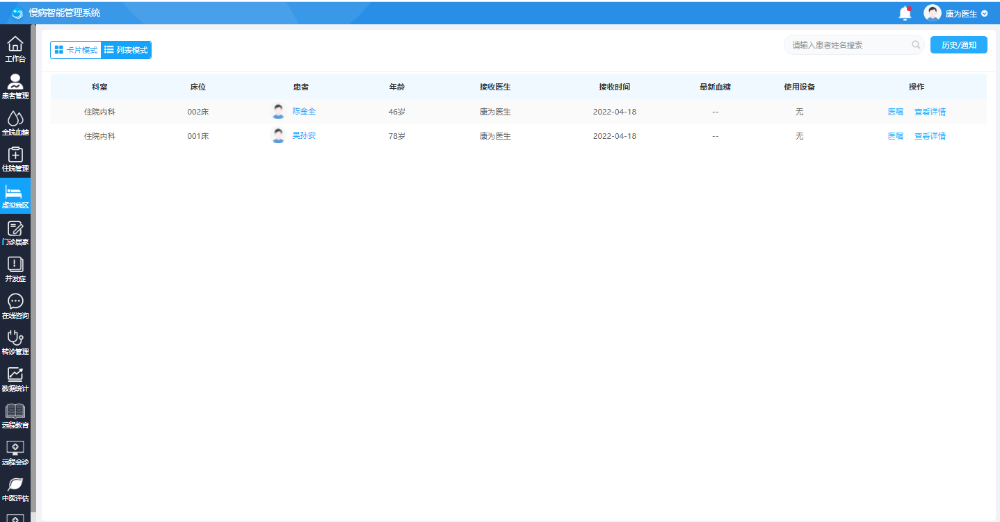 慢病智能管理系统
康为医生
工作台
患者管理
全院血糖
住院管理
虚拟病区
门诊居家
并发症
在线咨询
转诊管理
数据统计
远程教育
远程会诊
中医评估
卡片模式 列表模式
请输入患者姓名搜索 历史/通知
科室 床位 患者 年龄 接收医生 接收时间 最新血糖 使用设备 操作
住院内科 002床 陈金全 46岁 康为医生 2022-04-18 -- 无 医嘱 查看详情
住院内科 001床 吴孙安 78岁 康为医生 2022-04-18 -- 无 医嘱 查看详情